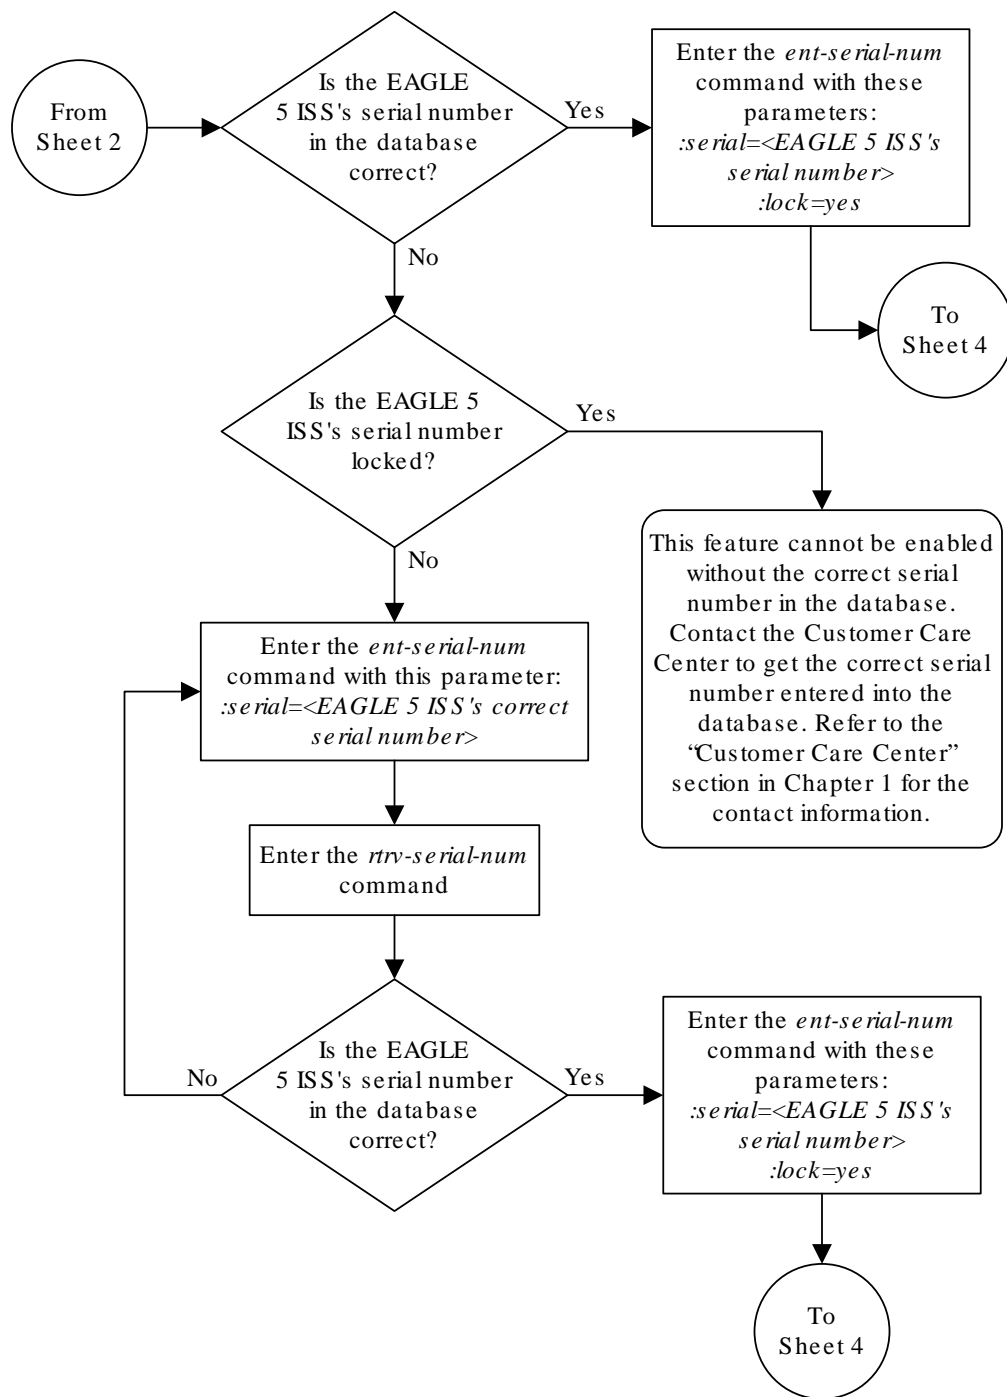 From
Sheet 2
Is the EAGLE
5 ISS's serial number
in the database
correct?
Yes
Enter the ent-serial-num
command with these
parameters:
:serial=<EAGLE 5 ISS's
serial number>
:lock=yes
No
To
Sheet 4
Is the EAGLE 5
ISS's serial number
locked?
Yes
No
This feature cannot be enabled
without the correct serial
number in the database.
Contact the Customer Care
Center to get the correct serial
number entered into the
database. Refer to the
“Customer Care Center”
section in Chapter 1 for the
contact information.
Enter the ent-serial-num
command with this parameter:
:serial=<EAGLE 5 ISS's correct
serial number>
Enter the rtrv-serial-num
command
Is the EAGLE
5 ISS's serial number
in the database
correct?
No
Yes
Enter the ent-serial-num
command with these
parameters:
:serial=<EAGLE 5 ISS's
serial number>
:lock=yes
To
Sheet 4